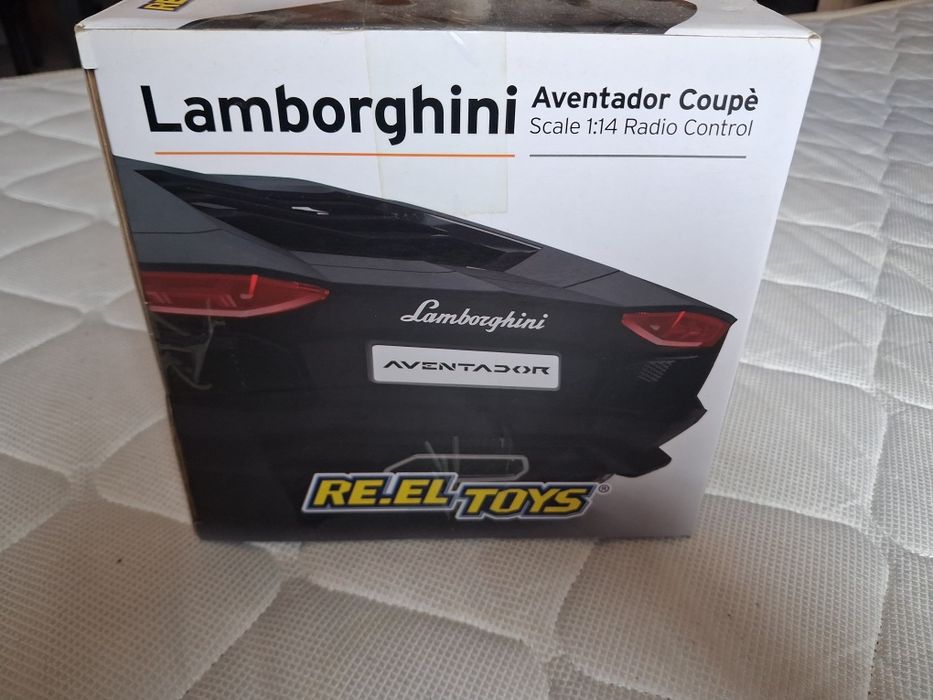 Lamborghini
Aventador Coupè
Scale 1:14 Radio Control
Lamborghini
AVENTADOR
RE.EL TOYS®